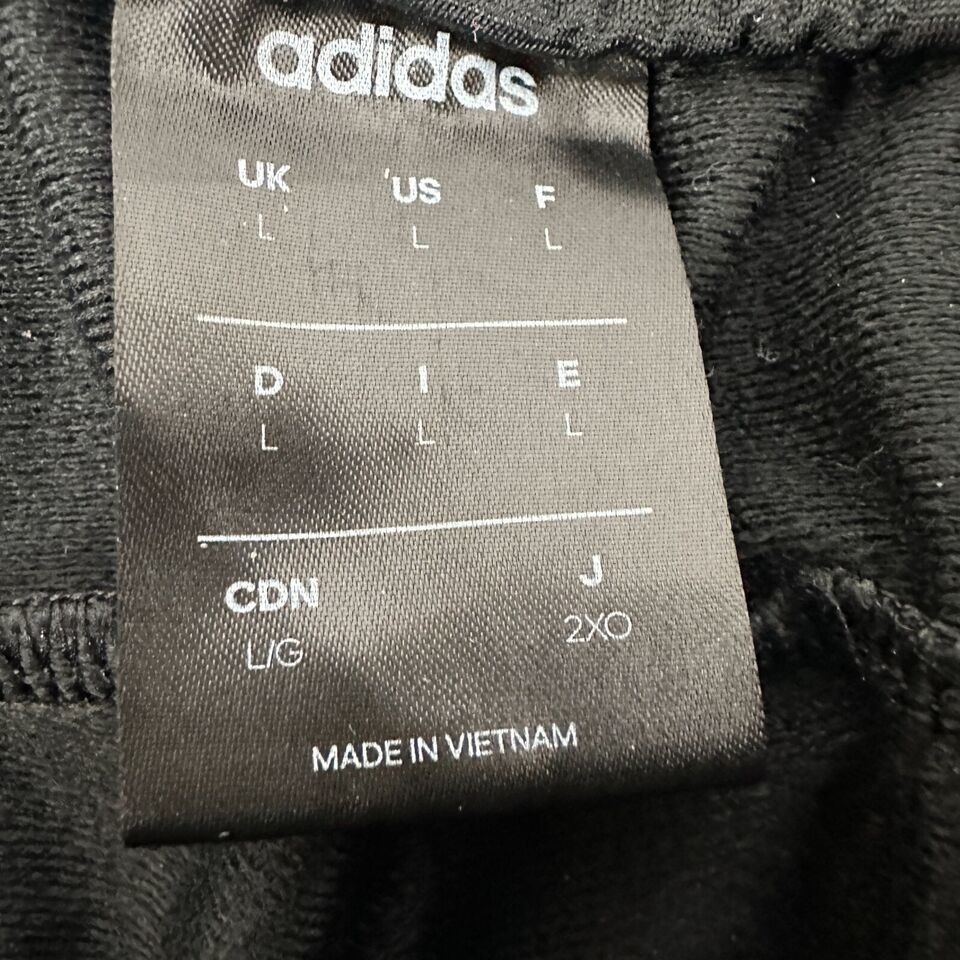 adidas
UK US F
L L L
D I E
L L L
CDN J
L/G 2XO
MADE IN VIETNAM